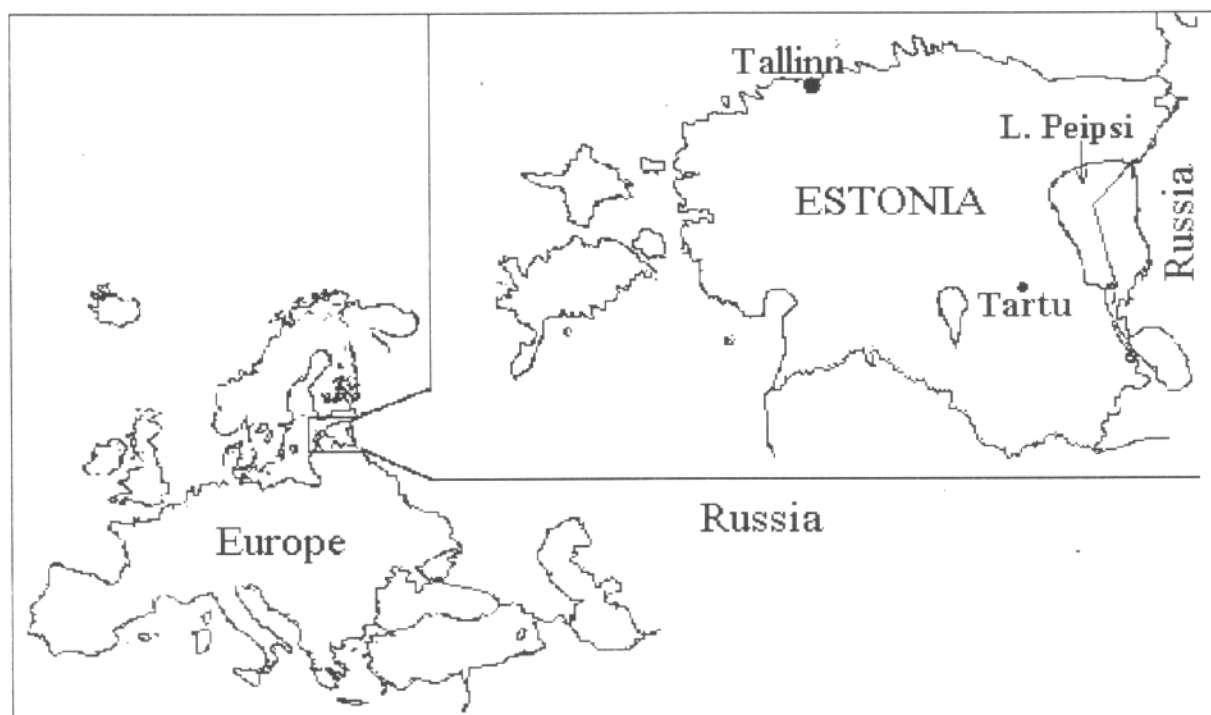 Tallinn
L. Peipsi
ESTONIA
Russia
Tartu
Russia
Europe